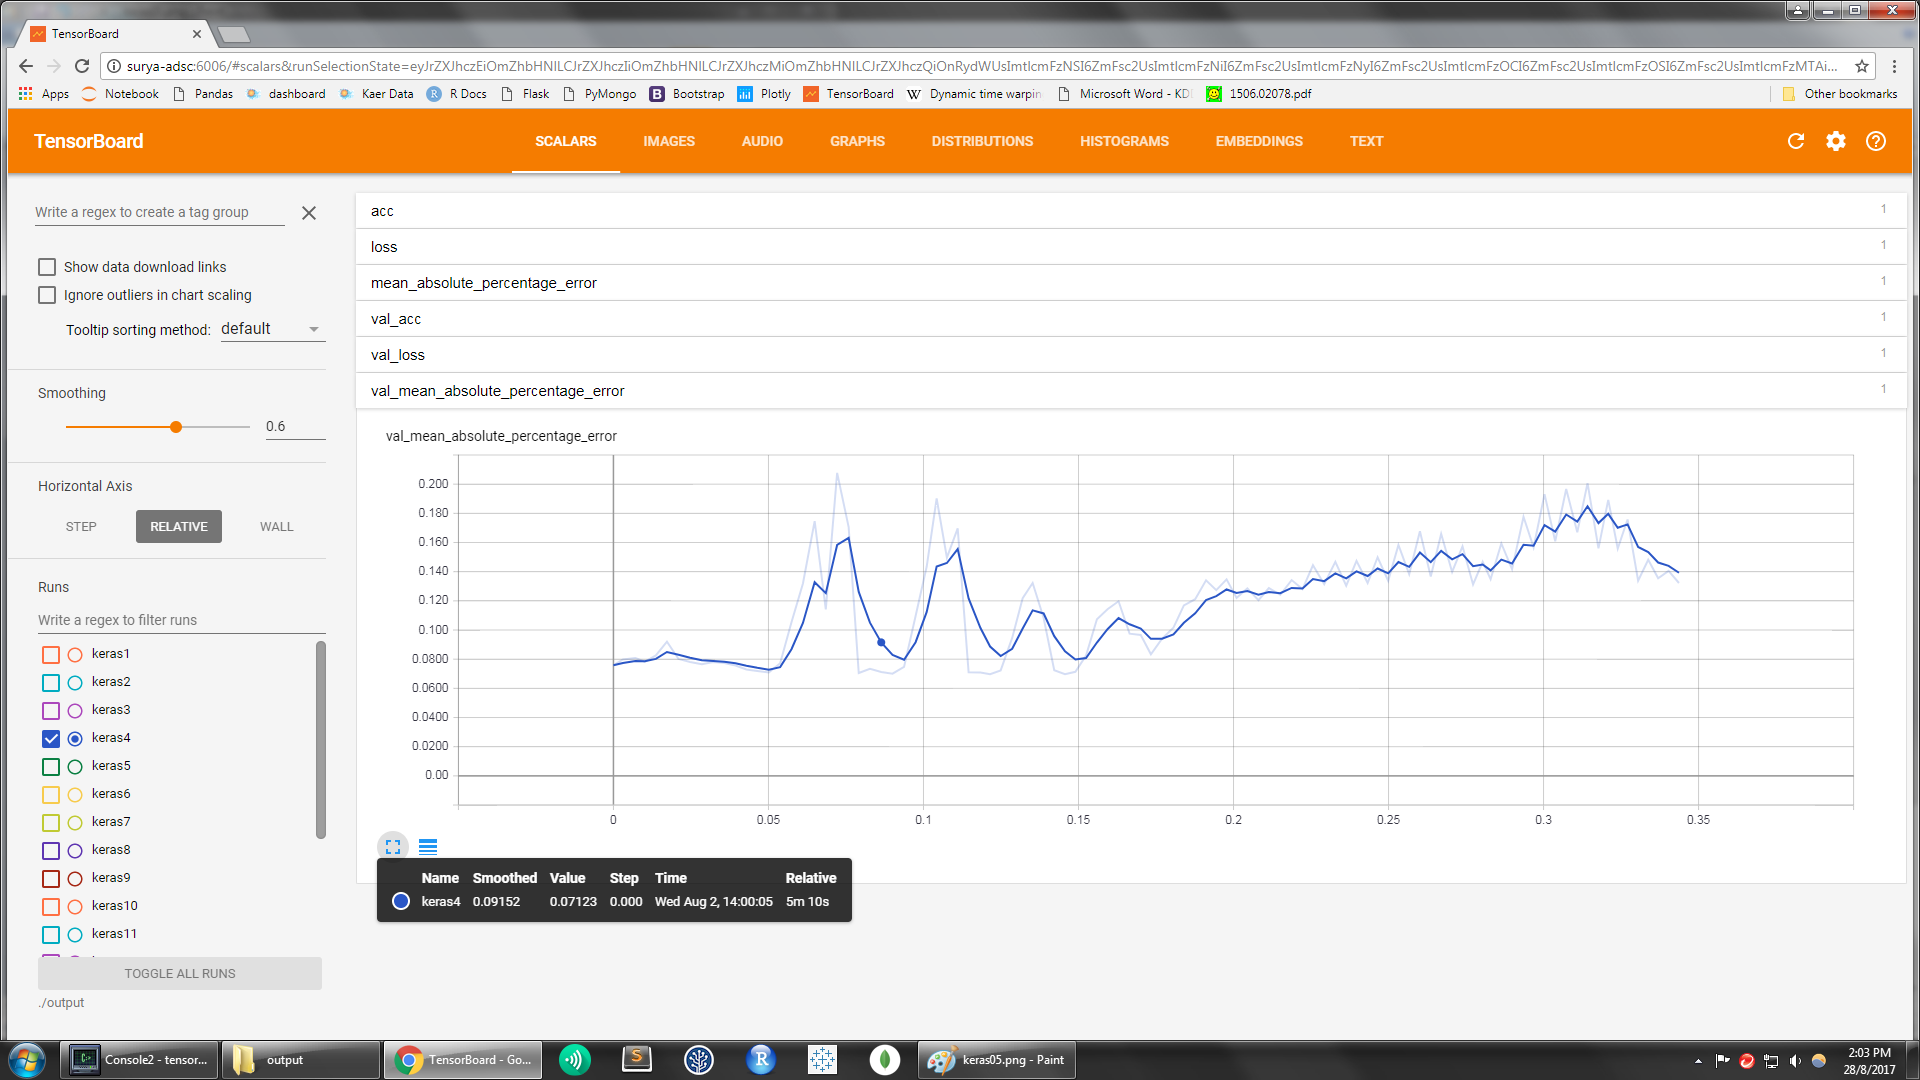 TensorBoard
surya-adsc:6006/#scalars&runSelectionState=eyJrZXJhczEiOmZhbHNlLCJrZXJhczIiOmZhbHNlLCJrZXJhczMiOmZhbHNlLCJrZXJhczQiOnRydWUsImtlcmFzNSI6ZmFsc2UsImtlcmFzNiI6ZmFsc2UsImtlcmFzNyI6ZmFsc2UsImtlcmFzOCI6ZmFsc2UsImtlcmFzOSI6ZmFsc2UsImtlcmFzMTAi...
Apps Notebook Pandas dashboard Kaer Data R Docs Flask PyMongo Bootstrap Plotly TensorBoard Dynamic time warpin Microsoft Word - KD 1506.02078.pdf Other bookmarks
TensorBoard SCALARS IMAGES AUDIO GRAPHS DISTRIBUTIONS HISTOGRAMS EMBEDDINGS TEXT
Write a regex to create a tag group
Show data download links
Ignore outliers in chart scaling
Tooltip sorting method: default
Smoothing
0.6
Horizontal Axis
STEP RELATIVE WALL
Runs
Write a regex to filter runs
keras1
keras2
keras3
keras4
keras5
keras6
keras7
keras8
keras9
keras10
keras11
TOGGLE ALL RUNS
./output
acc 1
loss 1
mean_absolute_percentage_error 1
val_acc 1
val_loss 1
val_mean_absolute_percentage_error 1
val_mean_absolute_percentage_error
0.200
0.180
0.160
0.140
0.120
0.100
0.0800
0.0600
0.0400
0.0200
0.00
0 0.05 0.1 0.15 0.2 0.25 0.3 0.35
Name Smoothed Value Step Time Relative
keras4 0.09152 0.07123 0.000 Wed Aug 2, 14:00:05 5m 10s
Console2 - tensor... output TensorBoard - Go... keras05.png - Paint
2:03 PM
28/8/2017